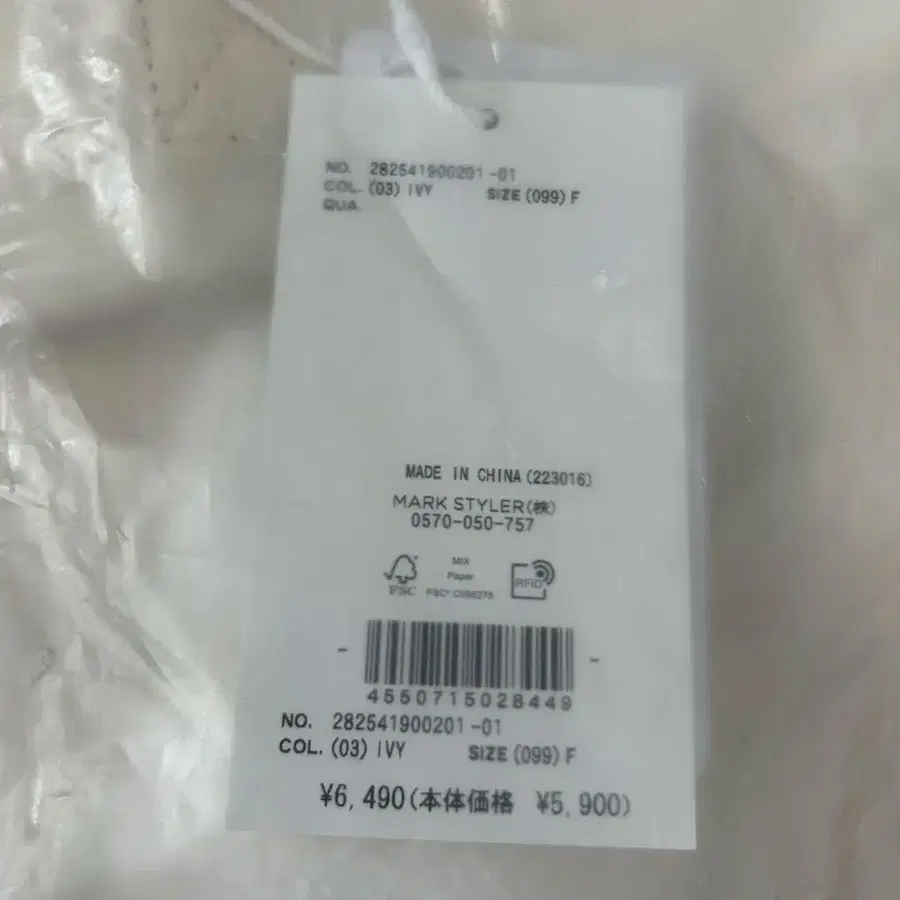 NO. 282541900201-01
COL. (03) IVY SIZE (099) F
QUA.
MADE IN CHINA (223016)
MARK STYLER(株)
0570-050-757
MIX
Paper
FSC
RFID
4550715028449
NO. 282541900201-01
COL. (03) IVY SIZE (099) F
¥6,490(本体価格 ¥5,900)